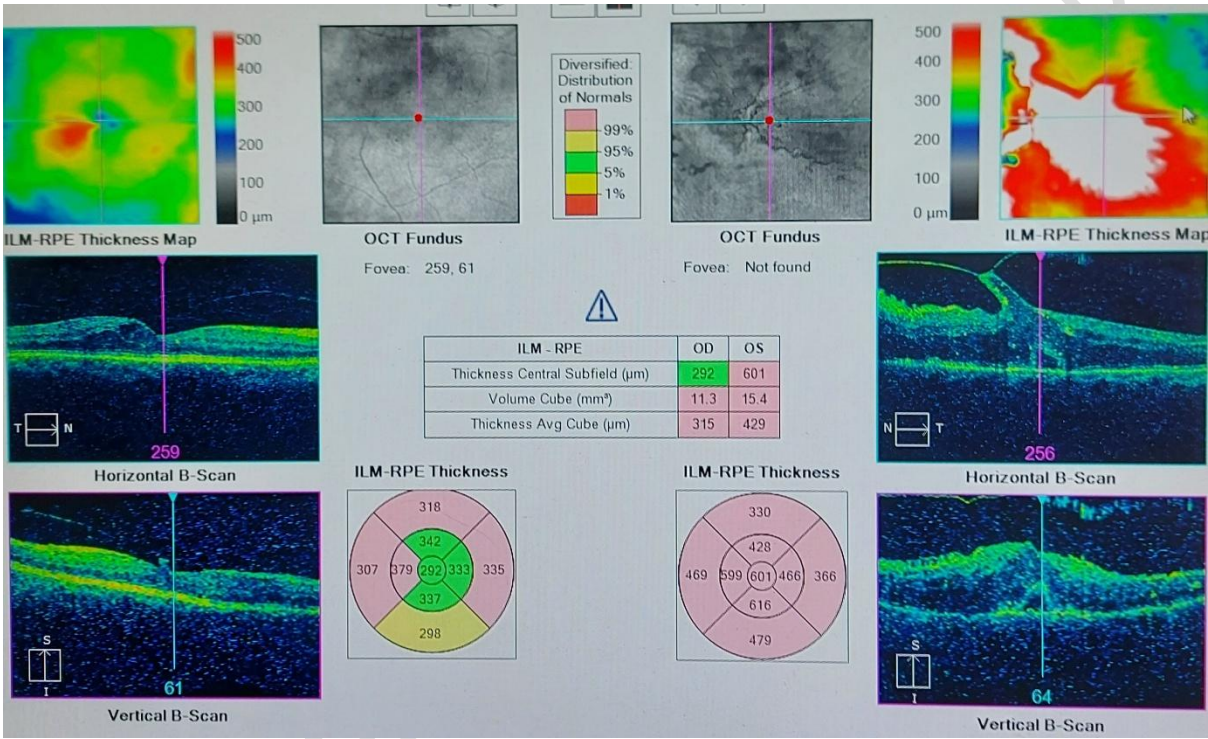 500
400
300
200
100
0 µm
ILM-RPE Thickness Map
OCT Fundus
Fovea: 259, 61
Diversified:
Distribution
of Normals
99%
95%
5%
1%
OCT Fundus
Fovea: Not found
500
400
300
200
100
0 µm
ILM-RPE Thickness Map
T N
259
Horizontal B-Scan
ILM - RPE OD OS
Thickness Central Subfield (µm) 292 601
Volume Cube (mm³) 11.3 15.4
Thickness Avg Cube (µm) 315 429
N T
256
Horizontal B-Scan
S
I
61
Vertical B-Scan
ILM-RPE Thickness
318
342
307 379 292 333 335
337
298
ILM-RPE Thickness
330
428
469 599 601 466 366
616
479
S
I
64
Vertical B-Scan